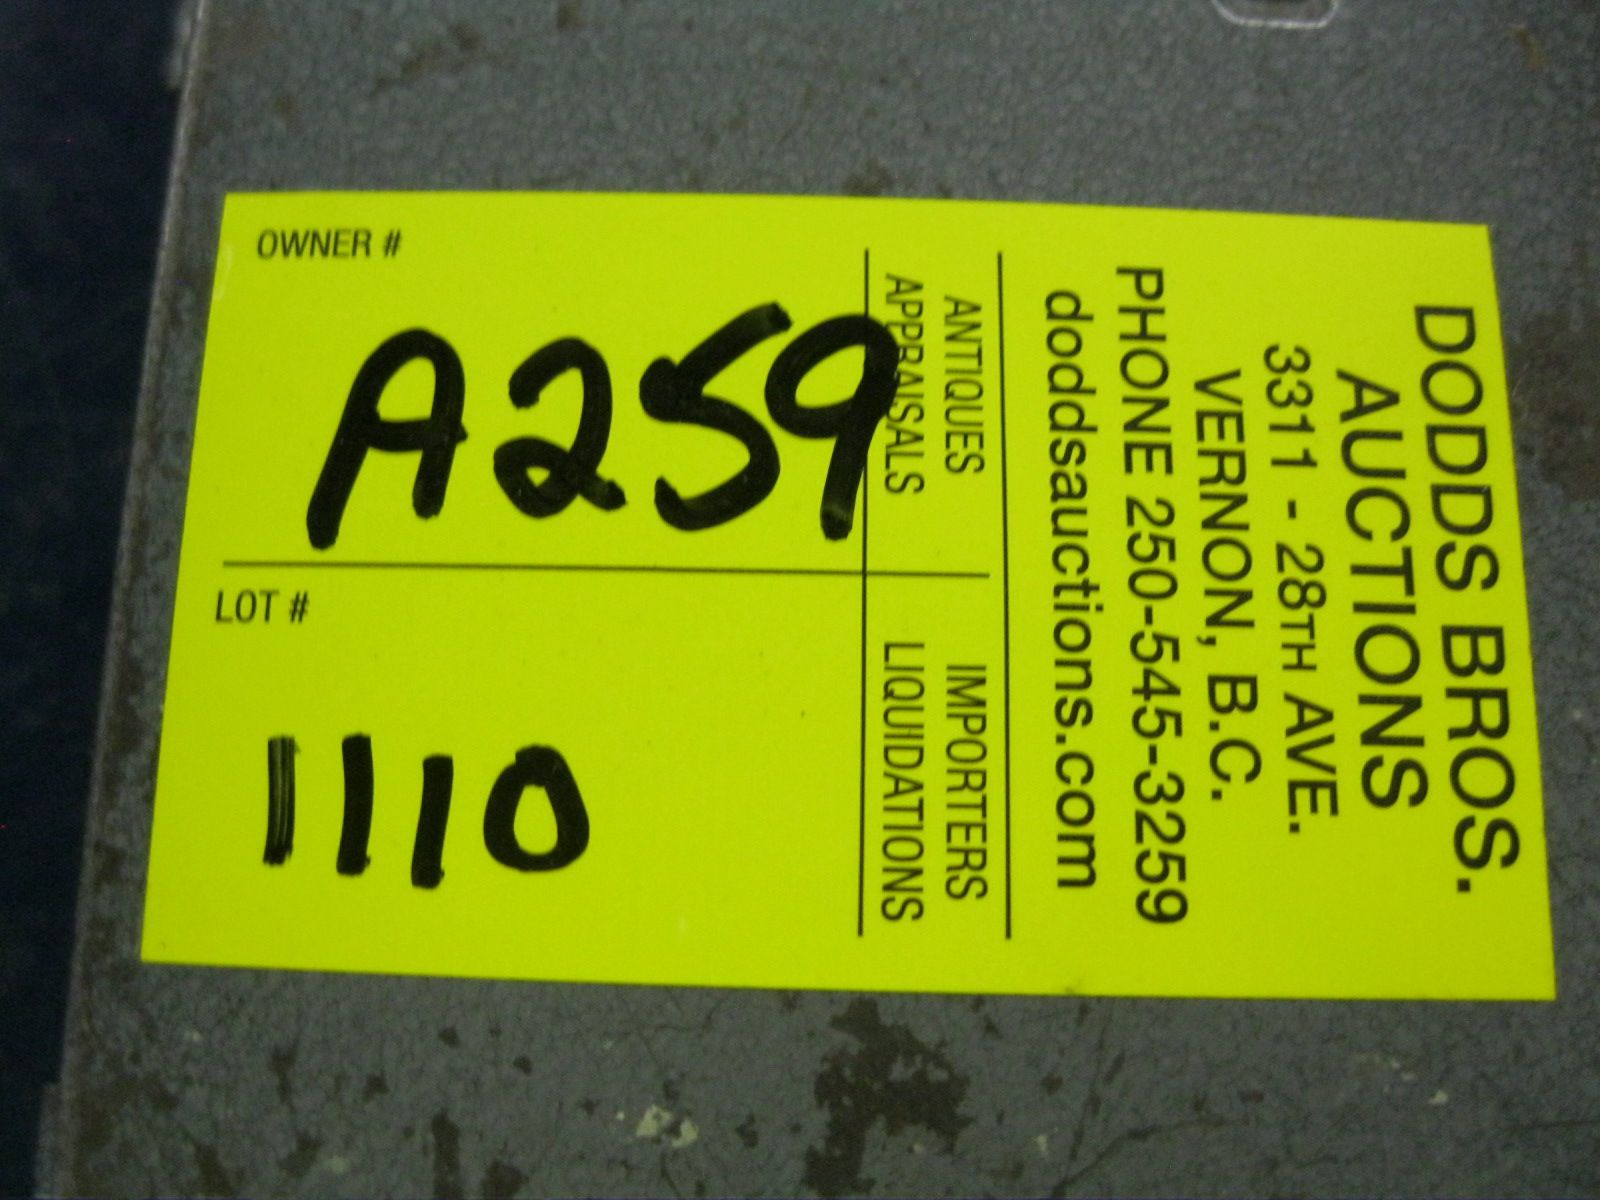 DODDS BROS.
AUCTIONS
3311 - 28TH AVE.
VERNON, B.C.
PHONE 250-545-3259
doddsauctions.com
ANTIQUES IMPORTERS
APPRAISALS LIQUIDATIONS
OWNER #
A259
LOT #
1110